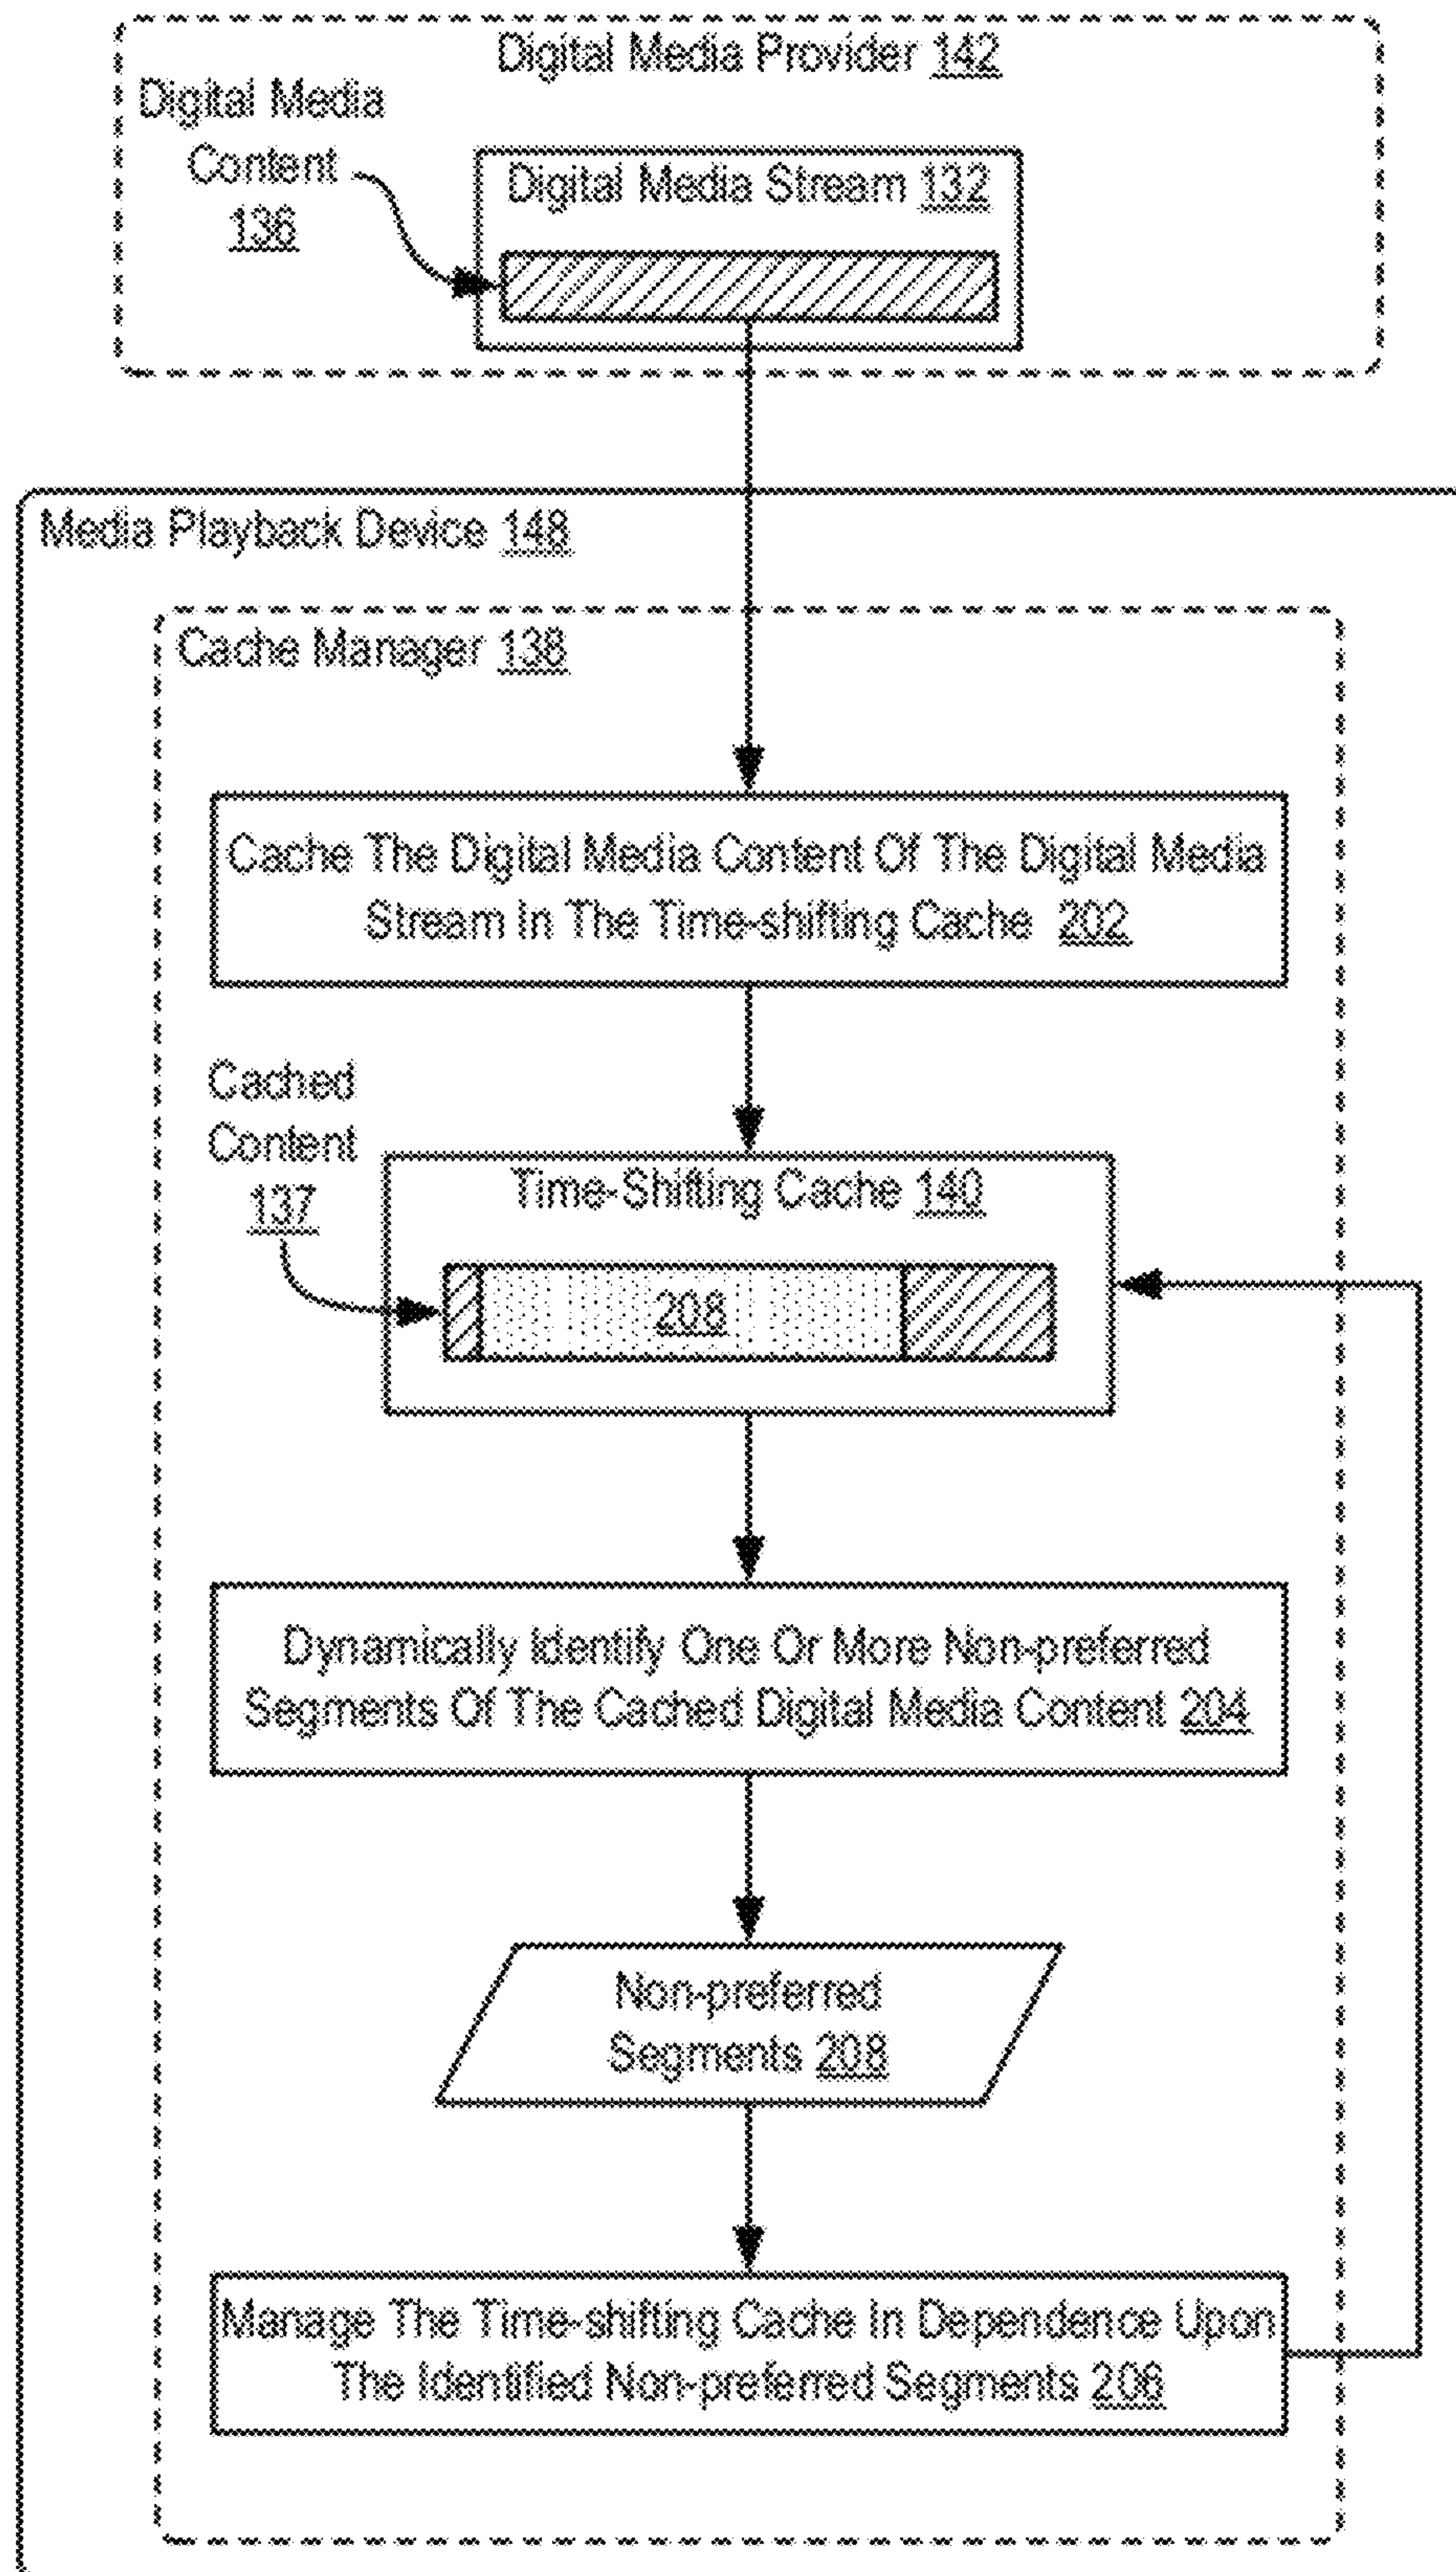 Digital Media Provider 142
Digital Media
Content
136
Digital Media Stream 132
Media Playback Device 148
Cache Manager 138
Cache The Digital Media Content Of The Digital Media
Stream In The Time-shifting Cache 202
Cached
Content
137
Time-Shifting Cache 140
208
Dynamically Identify One Or More Non-preferred
Segments Of The Cached Digital Media Content 204
Non-preferred
Segments 208
Manage The Time-shifting Cache In Dependence Upon
The Identified Non-preferred Segments 206